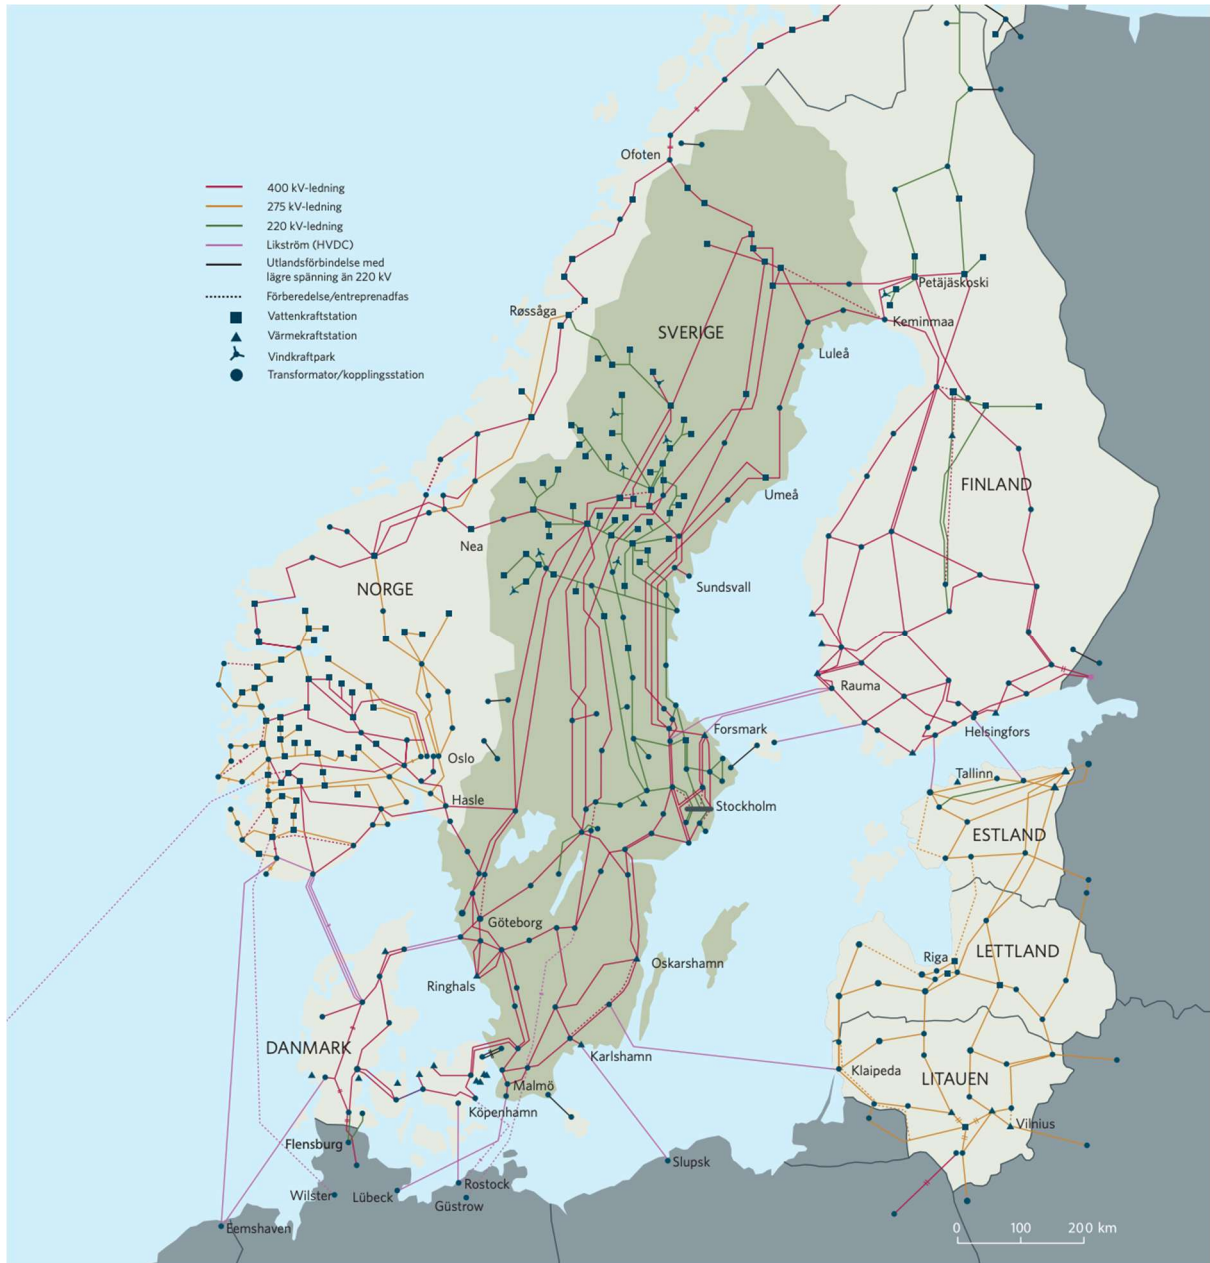 Ofoten
400 kV-ledning
275 kV-ledning
220 kV-ledning
Likström (HVDC)
Utlandsförbindelse med
lägre spänning än 220 kV
Förberedelse/entreprenadfas
Vattenkraftstation
Värmekraftstation
Vindkraftpark
Transformator/kopplingsstation
Petäjäskoski
Røssåga
Keminmaa
SVERIGE
Luleå
FINLAND
Umeå
Nea
NORGE
Sundsvall
Rauma
Forsmark
Helsingfors
Oslo
Tallinn
Hasle
Stockholm
ESTLAND
Göteborg
LETTLAND
Riga
Oskarshamn
Ringhals
DANMARK
Karlshamn
Klaipeda
LITAUEN
Malmö
Köpenhamn
Vilnius
Flensburg
Slupsk
Rostock
Wilster
Lübeck
Güstrow
Eemshaven
0 100 200 km